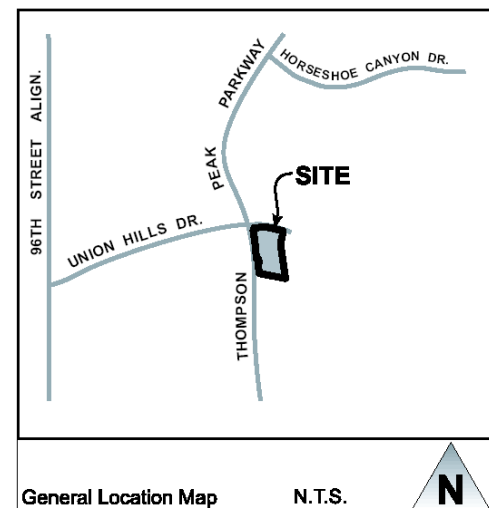 HORSESHOE CANYON DR.
PARKWAY
PEAK
THOMPSON
SITE
96TH STREET ALIGN.
UNION HILLS DR.
General Location Map
N.T.S.
N